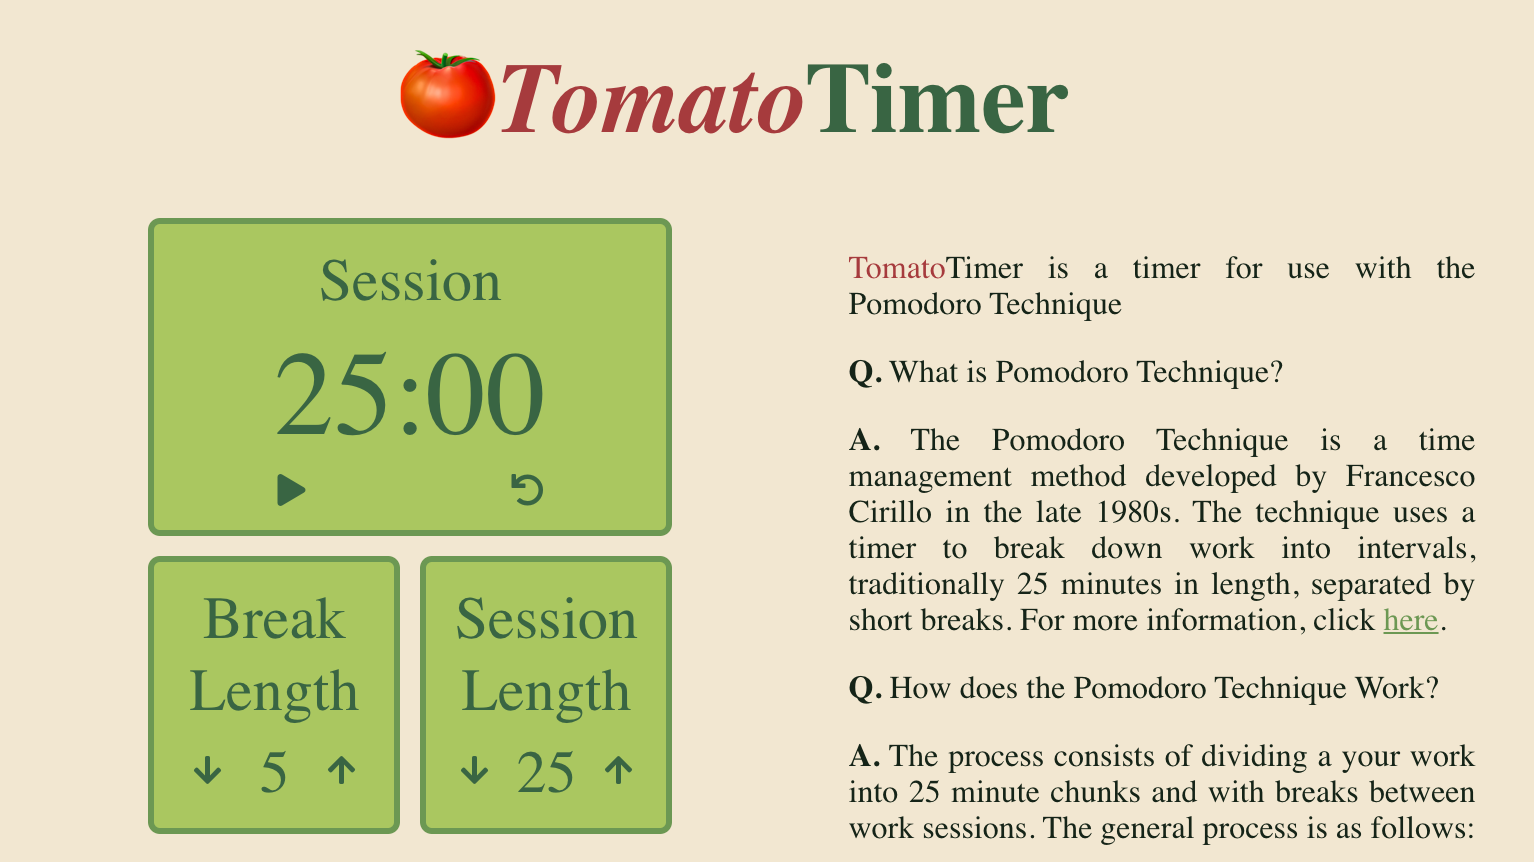 TomatoTimer
Session
25:00
Break
Length
5
Session
Length
25
TomatoTimer is a timer for use with the
Pomodoro Technique
Q. What is Pomodoro Technique?
A. The Pomodoro Technique is a time
management method developed by Francesco
Cirillo in the late 1980s. The technique uses a
timer to break down work into intervals,
traditionally 25 minutes in length, separated by
short breaks. For more information, click here.
Q. How does the Pomodoro Technique Work?
A. The process consists of dividing a your work
into 25 minute chunks and with breaks between
work sessions. The general process is as follows: